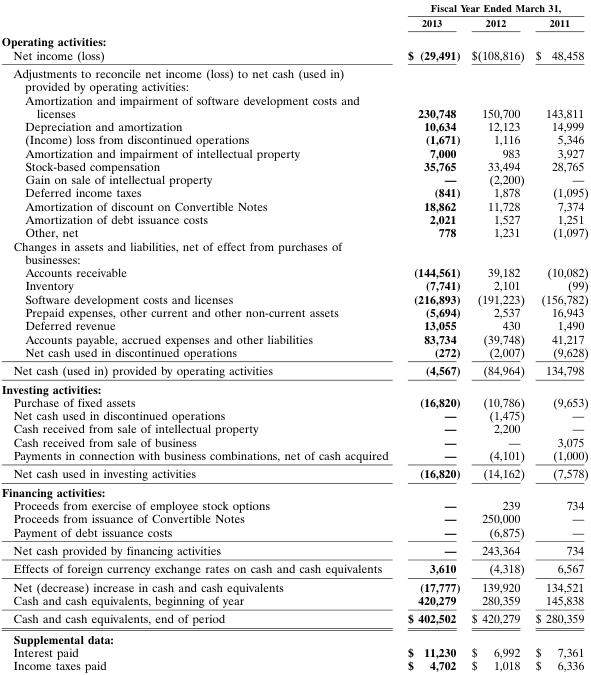 Fiscal Year Ended March 31,
2013 2012 2011
Operating activities:
Net income (loss) $ (29,491) $(108,816) $ 48,458
Adjustments to reconcile net income (loss) to net cash (used in)
provided by operating activities:
Amortization and impairment of software development costs and
licenses 230,748 150,700 143,811
Depreciation and amortization 10,634 12,123 14,999
(Income) loss from discontinued operations (1,671) 1,116 5,346
Amortization and impairment of intellectual property 7,000 983 3,927
Stock-based compensation 35,765 33,494 28,765
Gain on sale of intellectual property — (2,200) —
Deferred income taxes (841) 1,878 (1,095)
Amortization of discount on Convertible Notes 18,862 11,728 7,374
Amortization of debt issuance costs 2,021 1,527 1,251
Other, net 778 1,231 (1,097)
Changes in assets and liabilities, net of effect from purchases of
businesses:
Accounts receivable (144,561) 39,182 (10,082)
Inventory (7,741) 2,101 (99)
Software development costs and licenses (216,893) (191,223) (156,782)
Prepaid expenses, other current and other non-current assets (5,694) 2,537 16,943
Deferred revenue 13,055 430 1,490
Accounts payable, accrued expenses and other liabilities 83,734 (39,748) 41,217
Net cash used in discontinued operations (272) (2,007) (9,628)
Net cash (used in) provided by operating activities (4,567) (84,964) 134,798
Investing activities:
Purchase of fixed assets (16,820) (10,786) (9,653)
Net cash used in discontinued operations — (1,475) —
Cash received from sale of intellectual property — 2,200 —
Cash received from sale of business — — 3,075
Payments in connection with business combinations, net of cash acquired — (4,101) (1,000)
Net cash used in investing activities (16,820) (14,162) (7,578)
Financing activities:
Proceeds from exercise of employee stock options — 239 734
Proceeds from issuance of Convertible Notes — 250,000 —
Payment of debt issuance costs — (6,875) —
Net cash provided by financing activities — 243,364 734
Effects of foreign currency exchange rates on cash and cash equivalents 3,610 (4,318) 6,567
Net (decrease) increase in cash and cash equivalents (17,777) 139,920 134,521
Cash and cash equivalents, beginning of year 420,279 280,359 145,838
Cash and cash equivalents, end of period $ 402,502 $ 420,279 $ 280,359
Supplemental data:
Interest paid $ 11,230 $ 6,992 $ 7,361
Income taxes paid $ 4,702 $ 1,018 $ 6,336